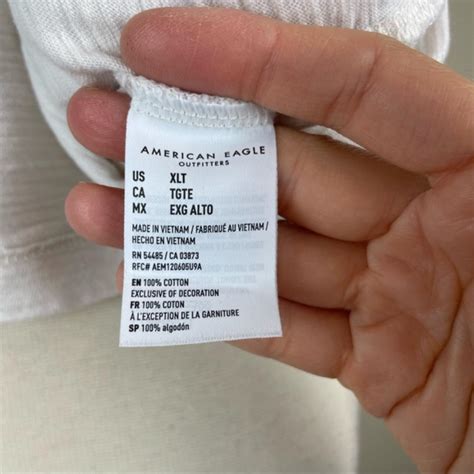 AMERICAN EAGLE
OUTFITTERS
US XLT
CA TGTE
MX EXG ALTO
MADE IN VIETNAM / FABRIQUÉ AU VIETNAM /
HECHO EN VIETNAM
RN 54485 / CA 03873
RFC# AEM120605U9A
EN 100% COTTON
EXCLUSIVE OF DECORATION
FR 100% COTON
À L'EXCEPTION DE LA GARNITURE
SP 100% algodón